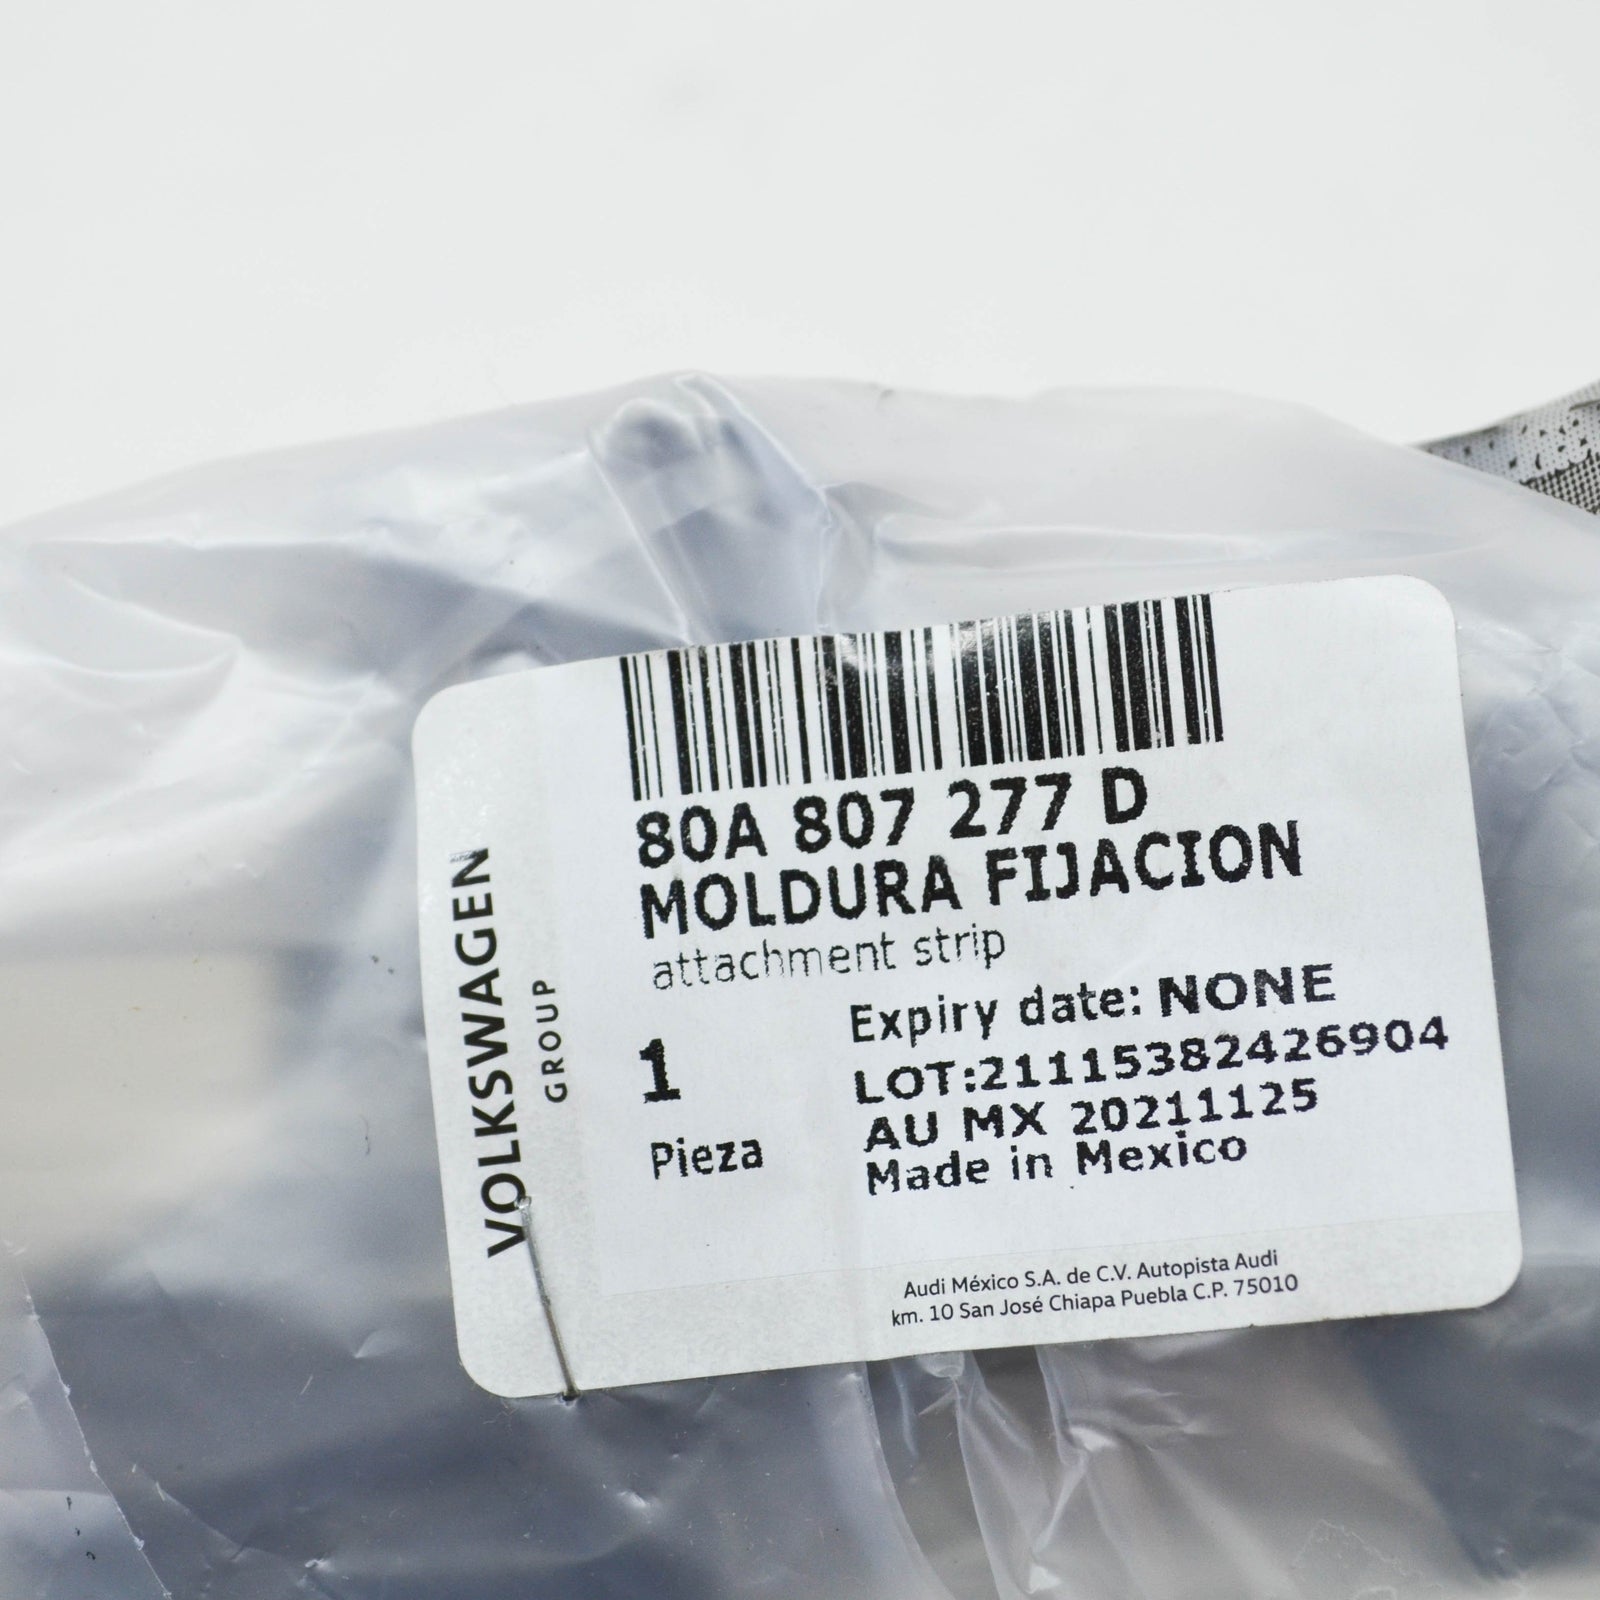 VOLKSWAGEN
GROUP
80A 807 277 D
MOLDURA FIJACION
attachment strip
1
Pieza
Expiry date: NONE
LOT:21115382426904
AU MX 20211125
Made in Mexico
Audi México S.A. de C.V. Autopista Audi
km. 10 San José Chiapa Puebla C.P. 75010